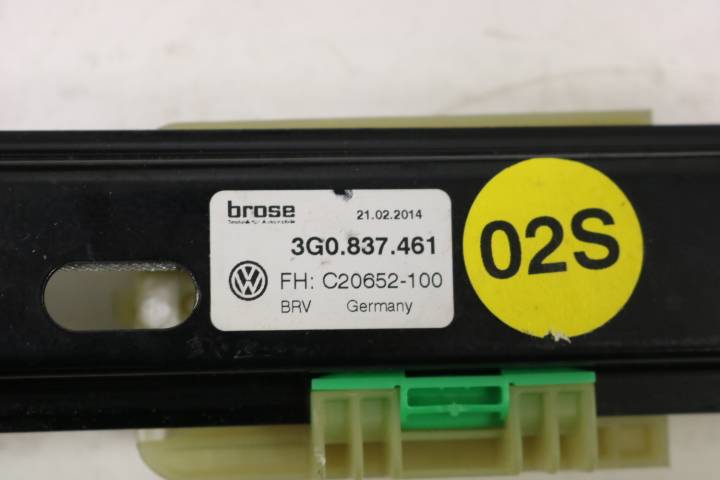 brose
21.02.2014
3G0.837.461
FH: C20652-100
BRV Germany
02S